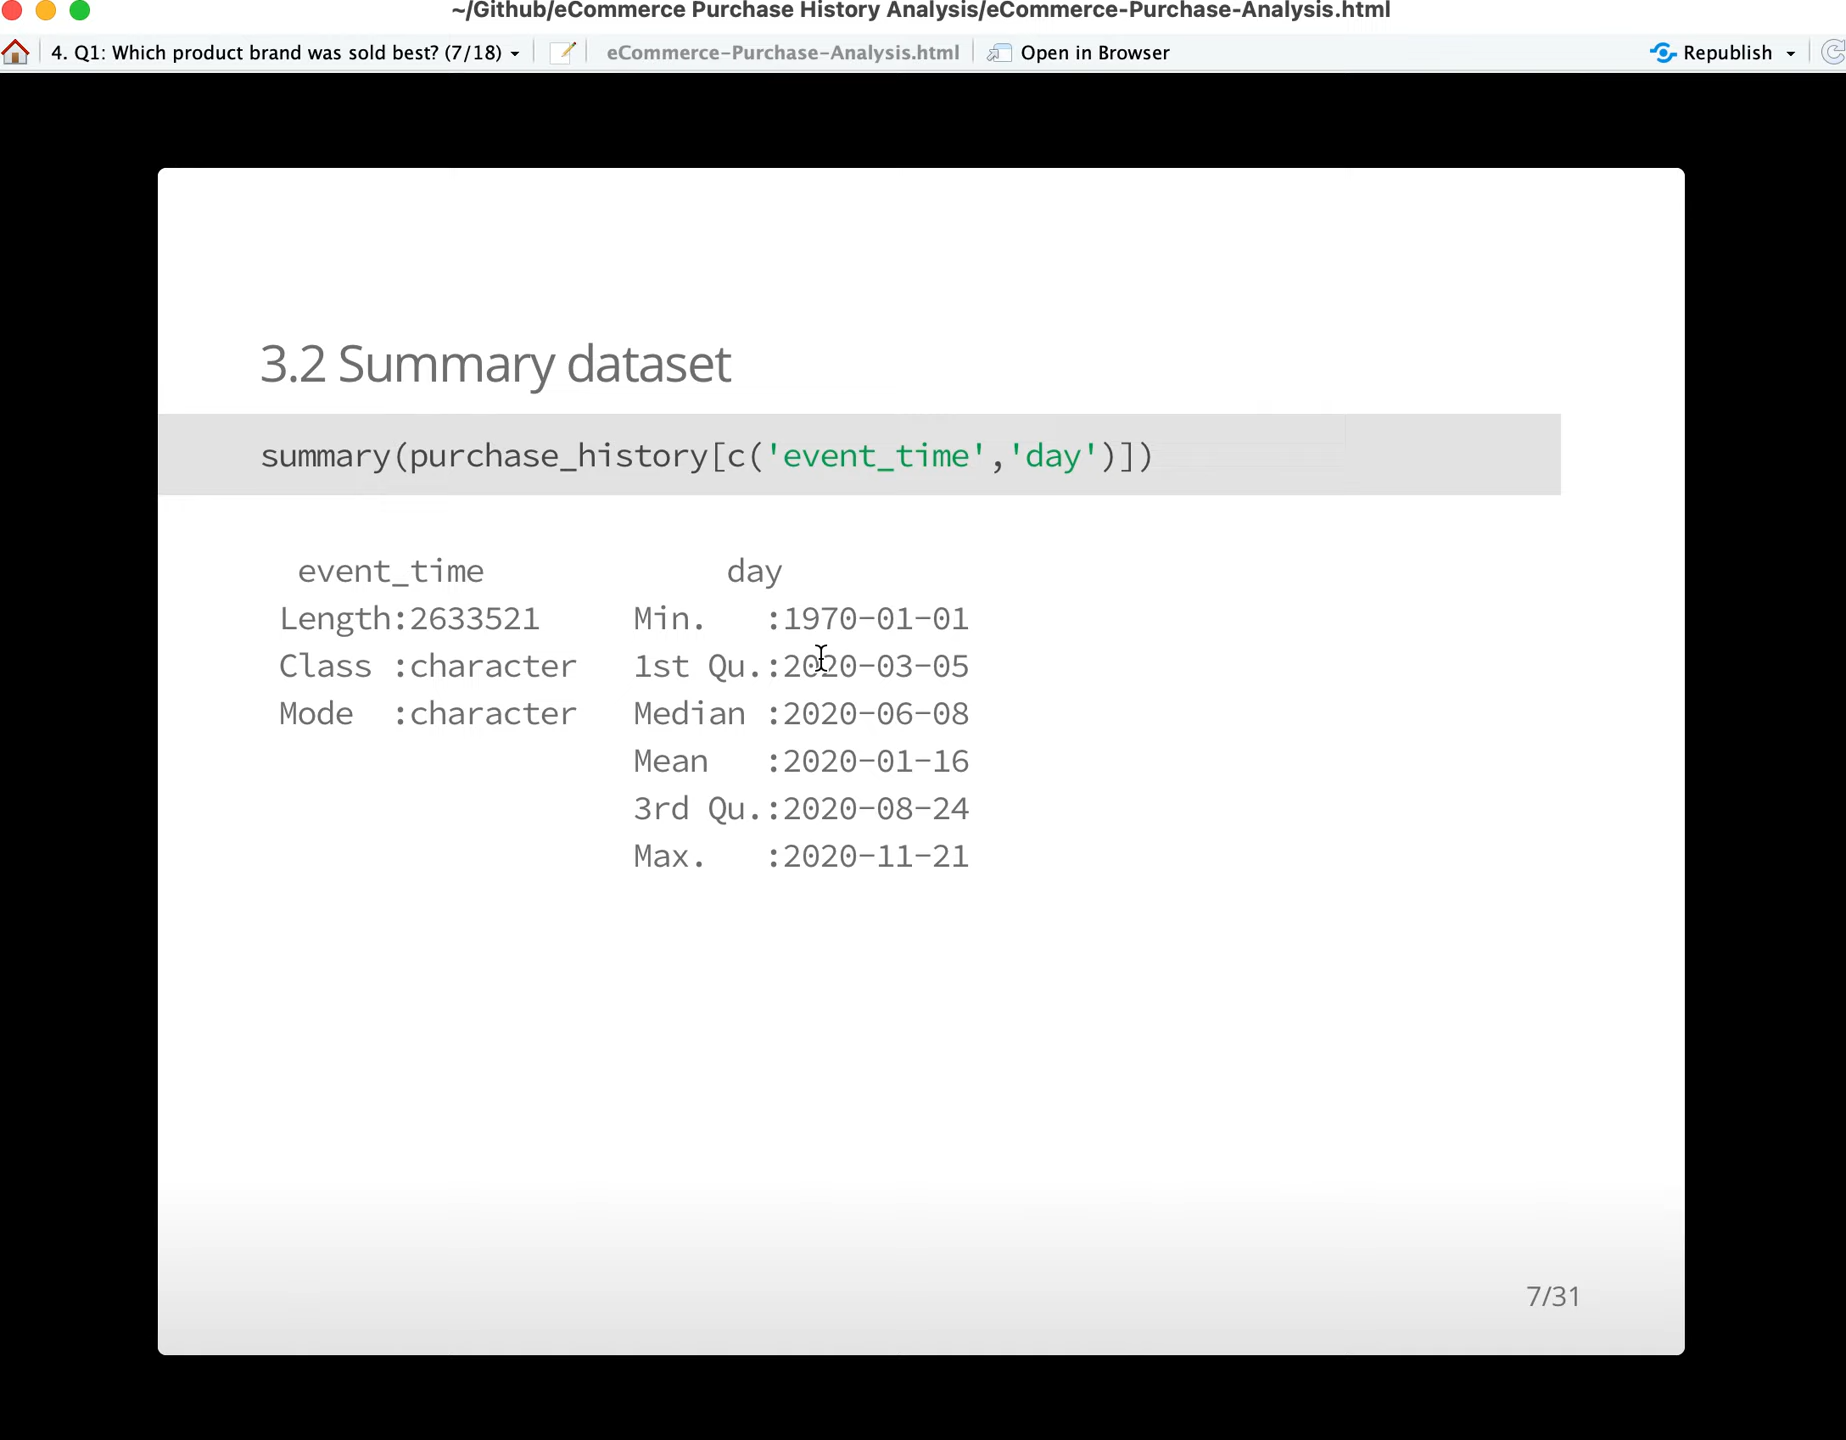 ~/Github/eCommerce Purchase History Analysis/eCommerce-Purchase-Analysis.html
4. Q1: Which product brand was sold best? (7/18) eCommerce-Purchase-Analysis.html Open in Browser Republish
3.2 Summary dataset
summary(purchase_history[c('event_time','day')])
event_time day
Length:2633521 Min. :1970-01-01
Class :character 1st Qu.:2020-03-05
Mode :character Median :2020-06-08
Mean :2020-01-16
3rd Qu.:2020-08-24
Max. :2020-11-21
7/31